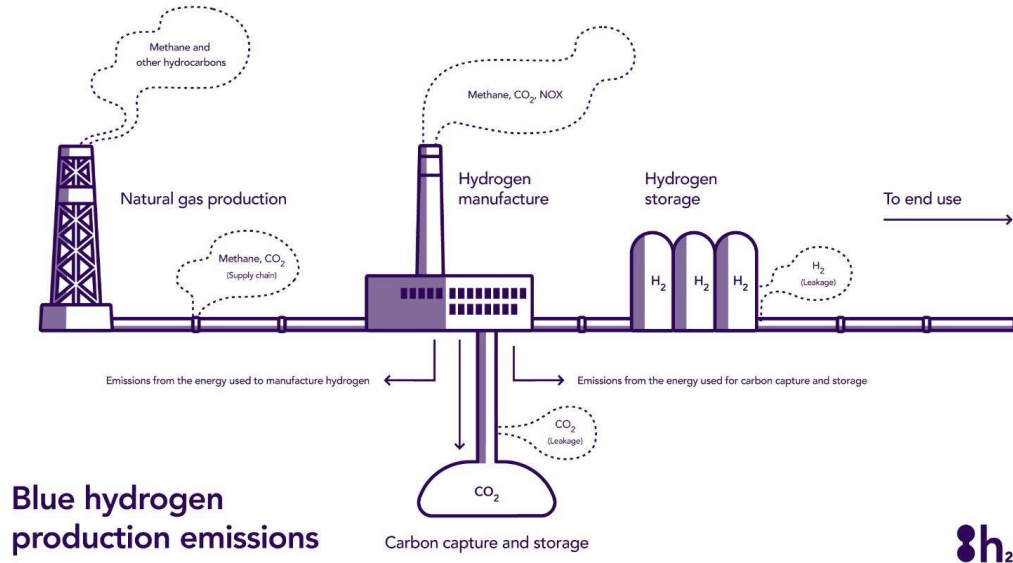 Methane and
other hydrocarbons
Methane, CO₂, NOX
Natural gas production
Hydrogen
manufacture
Hydrogen
storage
To end use
Methane, CO₂
(Supply chain)
H₂
H₂
H₂
H₂
(Leakage)
Emissions from the energy used to manufacture hydrogen
Emissions from the energy used for carbon capture and storage
CO₂
(Leakage)
CO₂
Blue hydrogen
production emissions
Carbon capture and storage
h₂